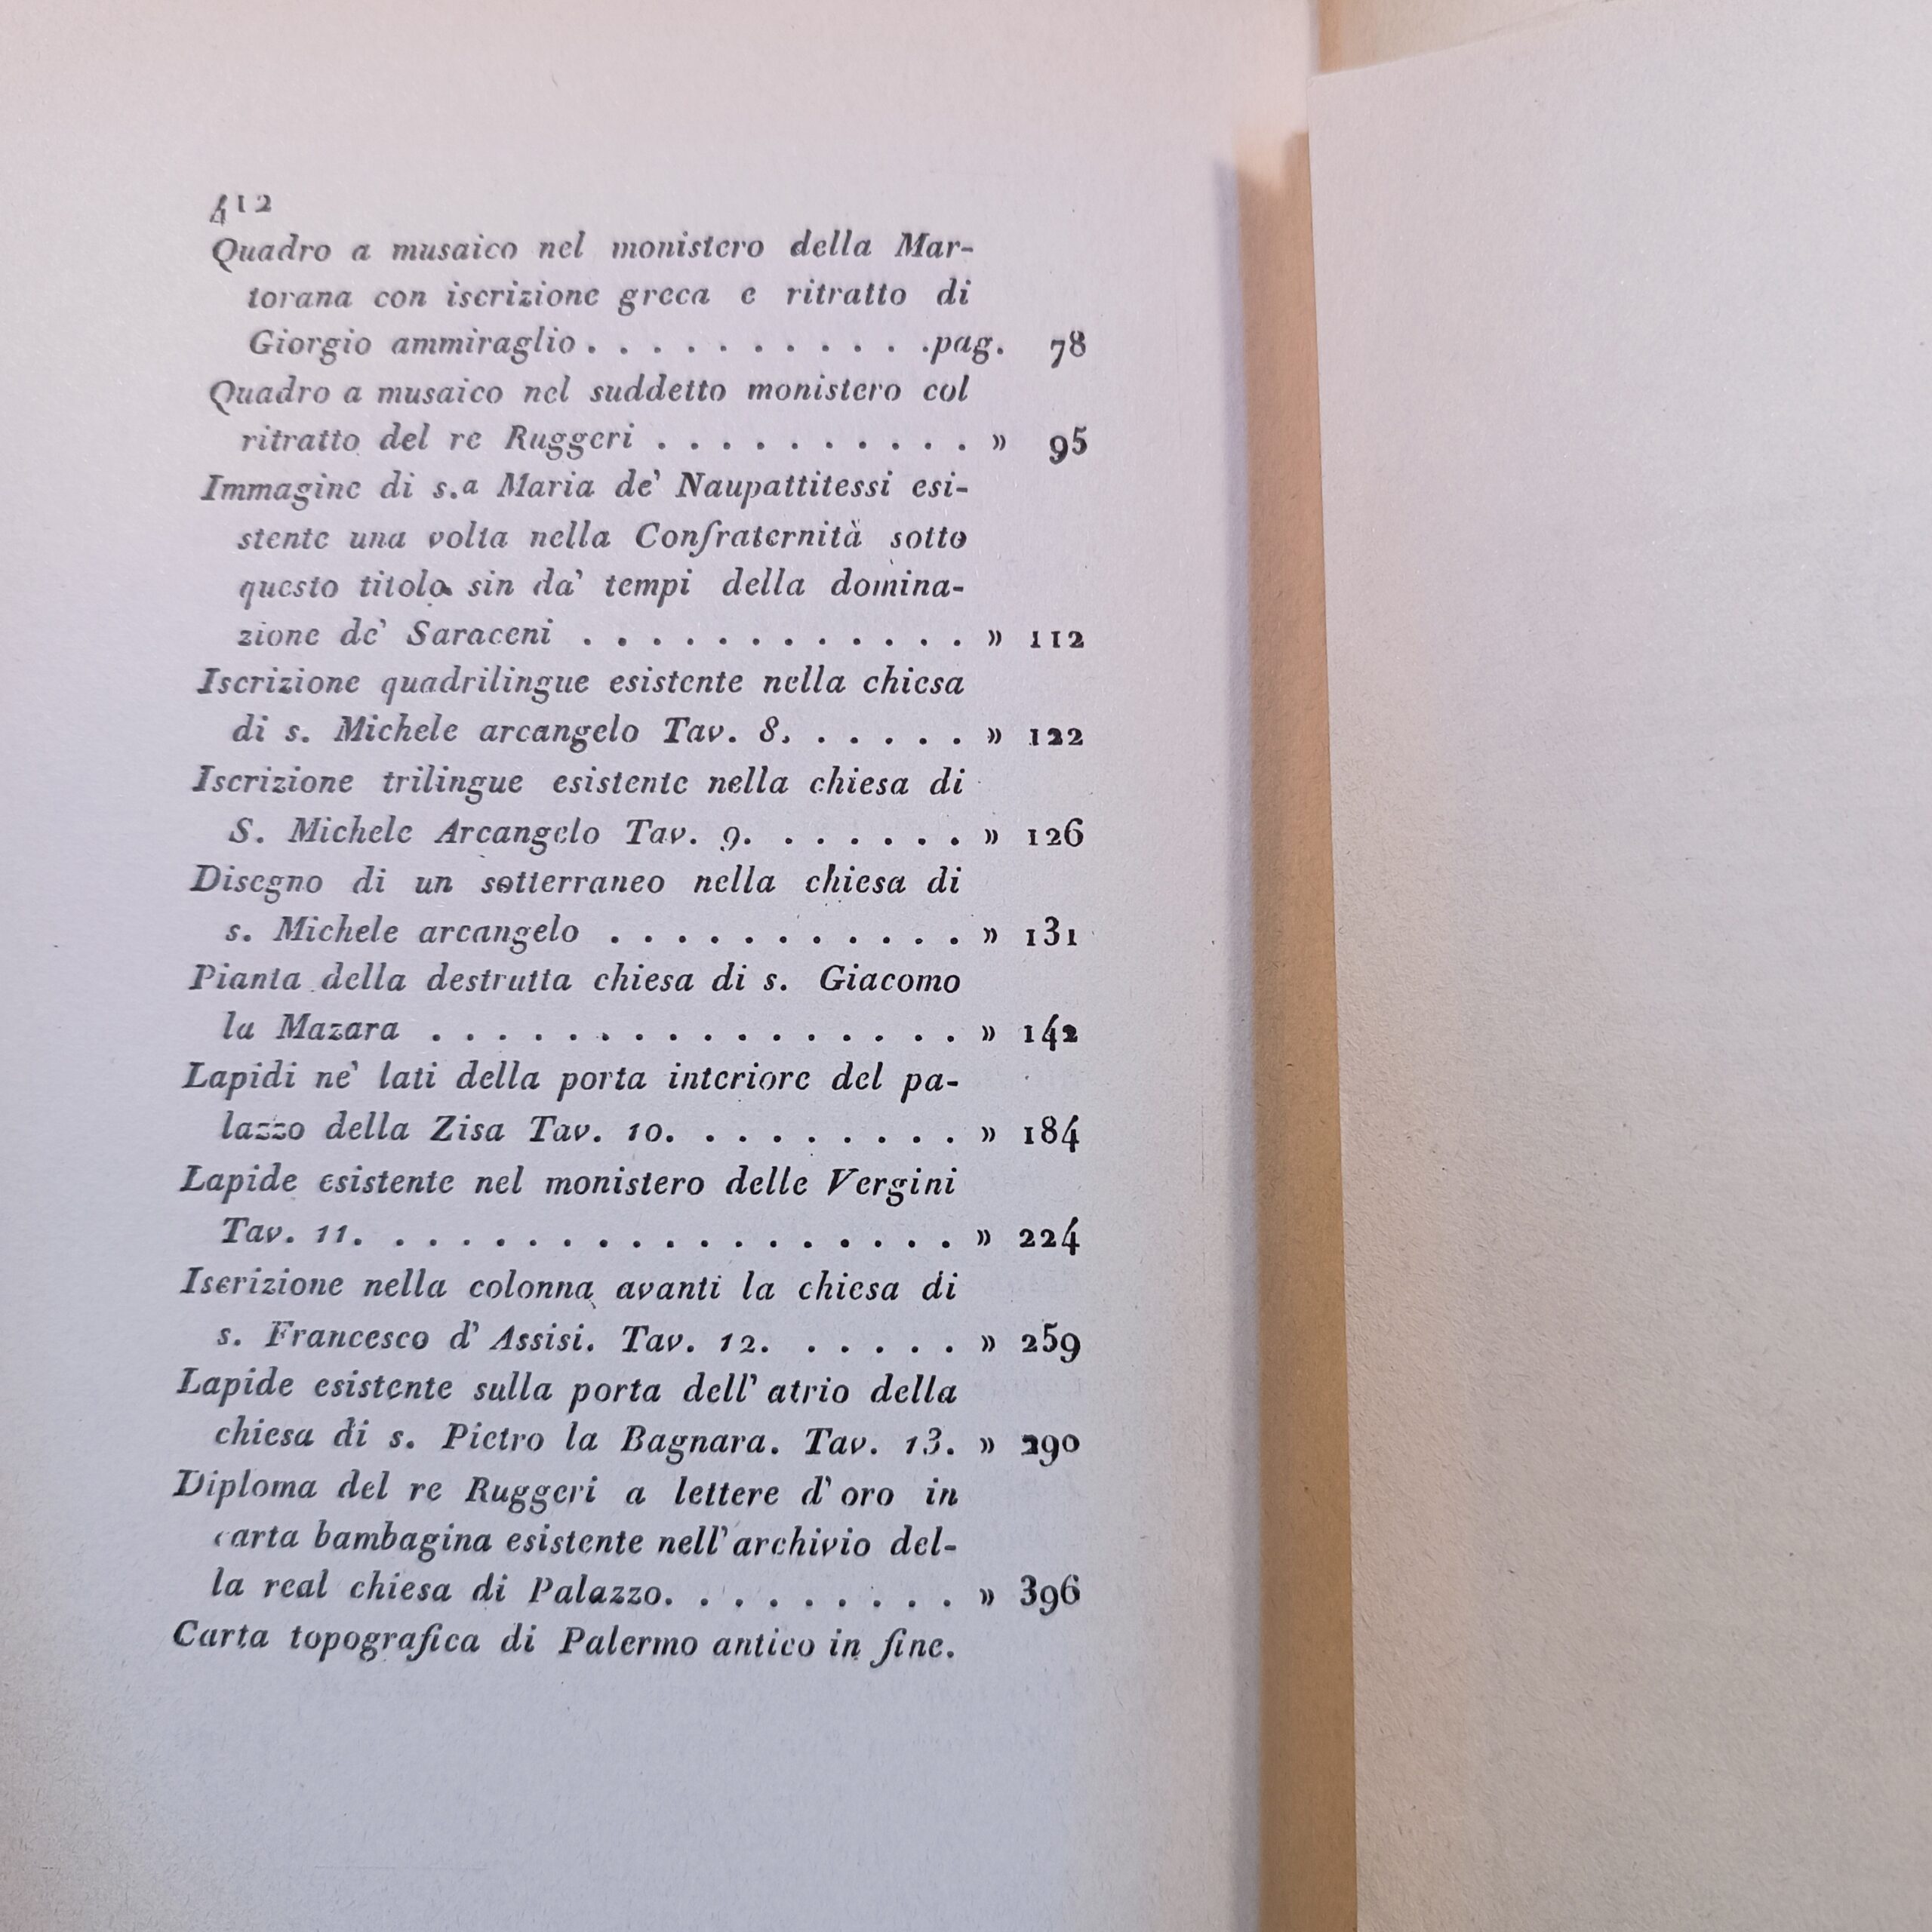 412
Quadro a musaico nel monistero della Mar-
torana con iscrizione greca e ritratto di
Giorgio ammiraglio . . . . . . . . . . . pag. 78
Quadro a musaico nel suddetto monistero col
ritratto del re Ruggeri . . . . . . . . . . » 95
Immagine di s.a Maria de' Naupattitessi esi-
stente una volta nella Confraternità sotto
questo titolo sin da' tempi della domina-
zione de' Saraceni . . . . . . . . . . . . » 112
Iscrizione quadrilingue esistente nella chiesa
di s. Michele arcangelo Tav. 8. . . . . . » 122
Iscrizione trilingue esistente nella chiesa di
S. Michele Arcangelo Tav. 9. . . . . . . » 126
Disegno di un sotterraneo nella chiesa di
s. Michele arcangelo . . . . . . . . . . . » 131
Pianta della destrutta chiesa di s. Giacomo
la Mazara . . . . . . . . . . . . . . . . » 142
Lapidi ne' lati della porta interiore del pa-
lazzo della Zisa Tav. 10. . . . . . . . . » 184
Lapide esistente nel monistero delle Vergini
Tav. 11. . . . . . . . . . . . . . . . . . » 224
Iscrizione nella colonna avanti la chiesa di
s. Francesco d' Assisi. Tav. 12. . . . . . » 259
Lapide esistente sulla porta dell' atrio della
chiesa di s. Pietro la Bagnara. Tav. 13. » 290
Diploma del re Ruggeri a lettere d' oro in
carta bambagina esistente nell' archivio del-
la real chiesa di Palazzo. . . . . . . . . » 396
Carta topografica di Palermo antico in fine.